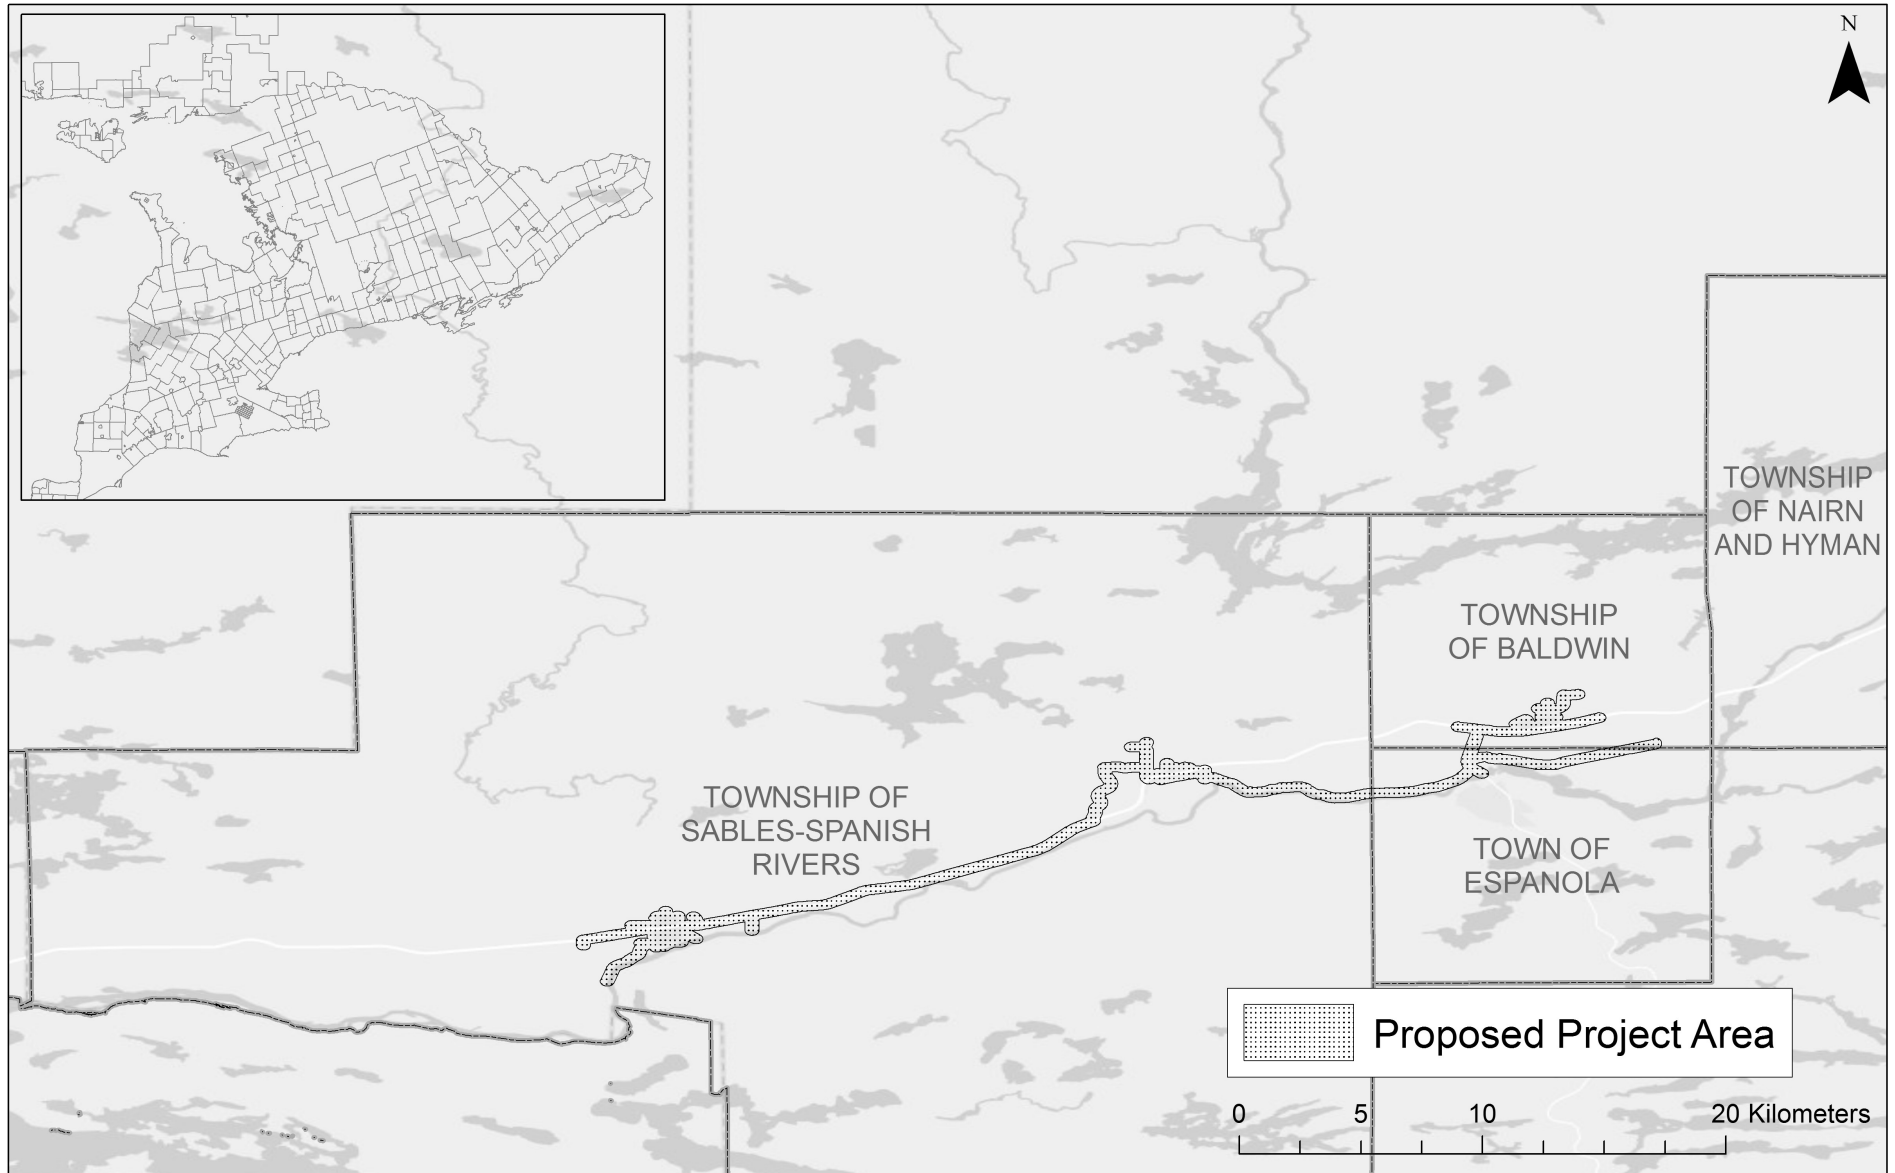 N
TOWNSHIP
OF NAIRN
AND HYMAN
TOWNSHIP
OF BALDWIN
TOWNSHIP OF
SABLES-SPANISH
RIVERS
TOWN OF
ESPANOLA
Proposed Project Area
0 5 10 20 Kilometers